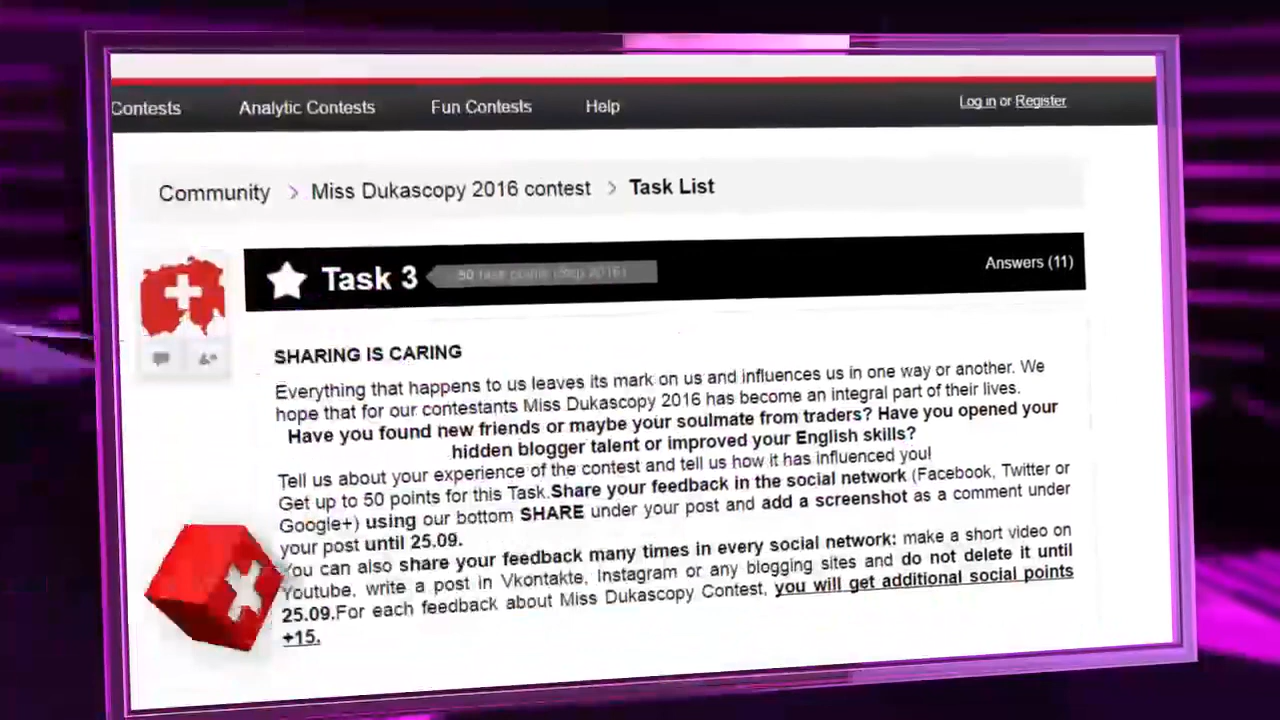 Contests Analytic Contests Fun Contests Help Log in or Register
Community > Miss Dukascopy 2016 contest > Task List
Task 3 50 task points (Sep 2016) Answers (11)
SHARING IS CARING
Everything that happens to us leaves its mark on us and influences us in one way or another. We
hope that for our contestants Miss Dukascopy 2016 has become an integral part of their lives.
Have you found new friends or maybe your soulmate from traders? Have you opened your
hidden blogger talent or improved your English skills?
Tell us about your experience of the contest and tell us how it has influenced you!
Get up to 50 points for this Task.Share your feedback in the social network (Facebook, Twitter or
Google+) using our bottom SHARE under your post and add a screenshot as a comment under
your post until 25.09.
You can also share your feedback many times in every social network: make a short video on
Youtube, write a post in Vkontakte, Instagram or any blogging sites and do not delete it until
25.09.For each feedback about Miss Dukascopy Contest, you will get additional social points
+15.